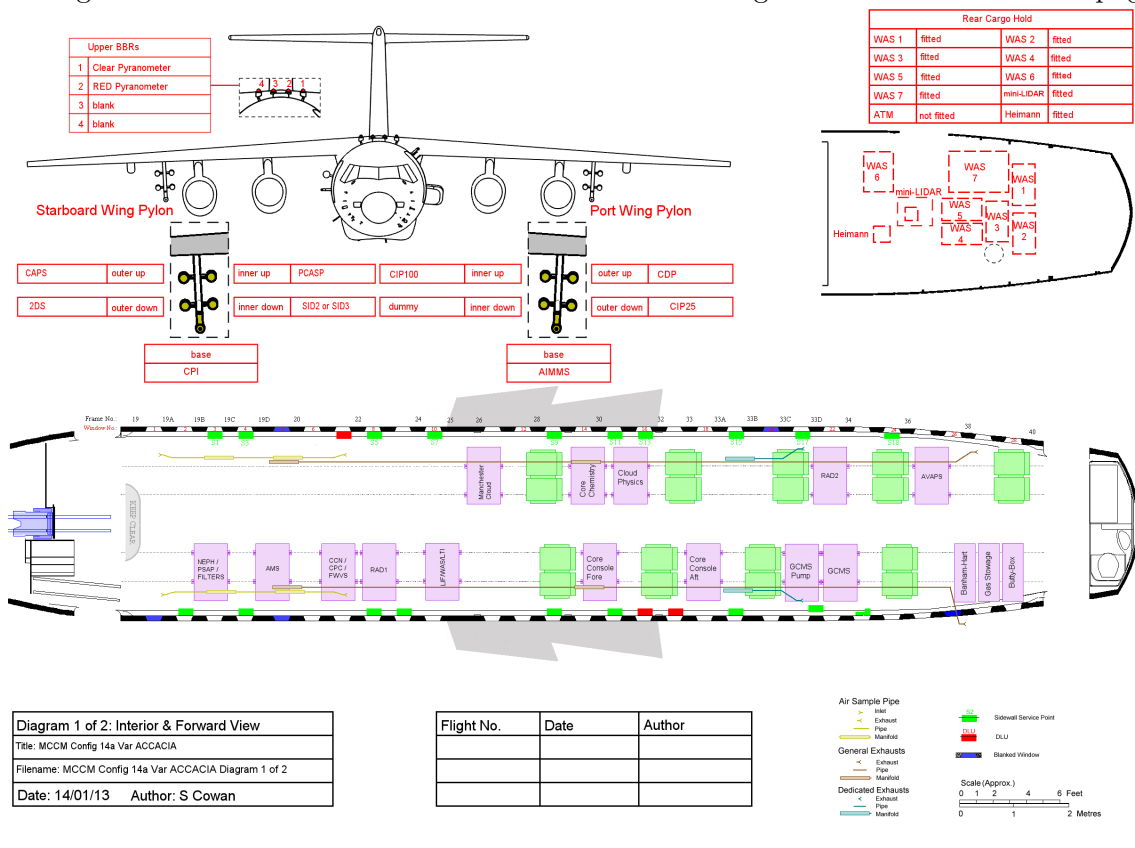 Rear Cargo Hold
WAS 1 fitted WAS 2 fitted
WAS 3 fitted WAS 4 fitted
WAS 5 fitted WAS 6 fitted
WAS 7 fitted mini-LIDAR fitted
ATM not fitted Heimann fitted
Upper BBRs
1 Clear Pyranometer
2 RED Pyranometer
3 blank
4 blank
4 3 2 1
WAS 6
WAS 7
WAS 1
mini-LIDAR
WAS 5
WAS 3
WAS 4
WAS 2
Heimann
Starboard Wing Pylon
Port Wing Pylon
CAPS outer up
inner up PCASP
CIP100 inner up
outer up CDP
2DS outer down
inner down SID2 or SID3
dummy inner down
outer down CIP25
base
CPI
base
AIMMS
Frame No.: 19 19A 19B 19C 19D 20 24 25 26 28 30 32 33 33A 33B 33C 33D 34 36 38 40
Window No.:
KEEP CLEAR
Manchester Cloud
Core Chemistry
Cloud Physics
RAD2
AVAPS
NEPH / PSAP / FILTERS
AMS
CCN / CPC / FWVS
RAD1
LIF/WAS/LTI
Core Console Fore
Core Console Aft
GCMS Pump
GCMS
Banham-Hart
Gas Stowage
Butty-Box
Diagram 1 of 2: Interior & Forward View
Title: MCCM Config 14a Var ACCACIA
Filename: MCCM Config 14a Var ACCACIA Diagram 1 of 2
Date: 14/01/13 Author: S Cowan
Flight No. Date Author
Air Sample Pipe
Inlet
Exhaust
Pipe
Manifold
General Exhausts
Exhaust
Pipe
Manifold
Dedicated Exhausts
Exhaust
Pipe
Manifold
S2 Sidewall Service Point
DLU DLU
Blanked Window
Scale (Approx.)
0 1 2 4 6 Feet
0 1 2 Metres